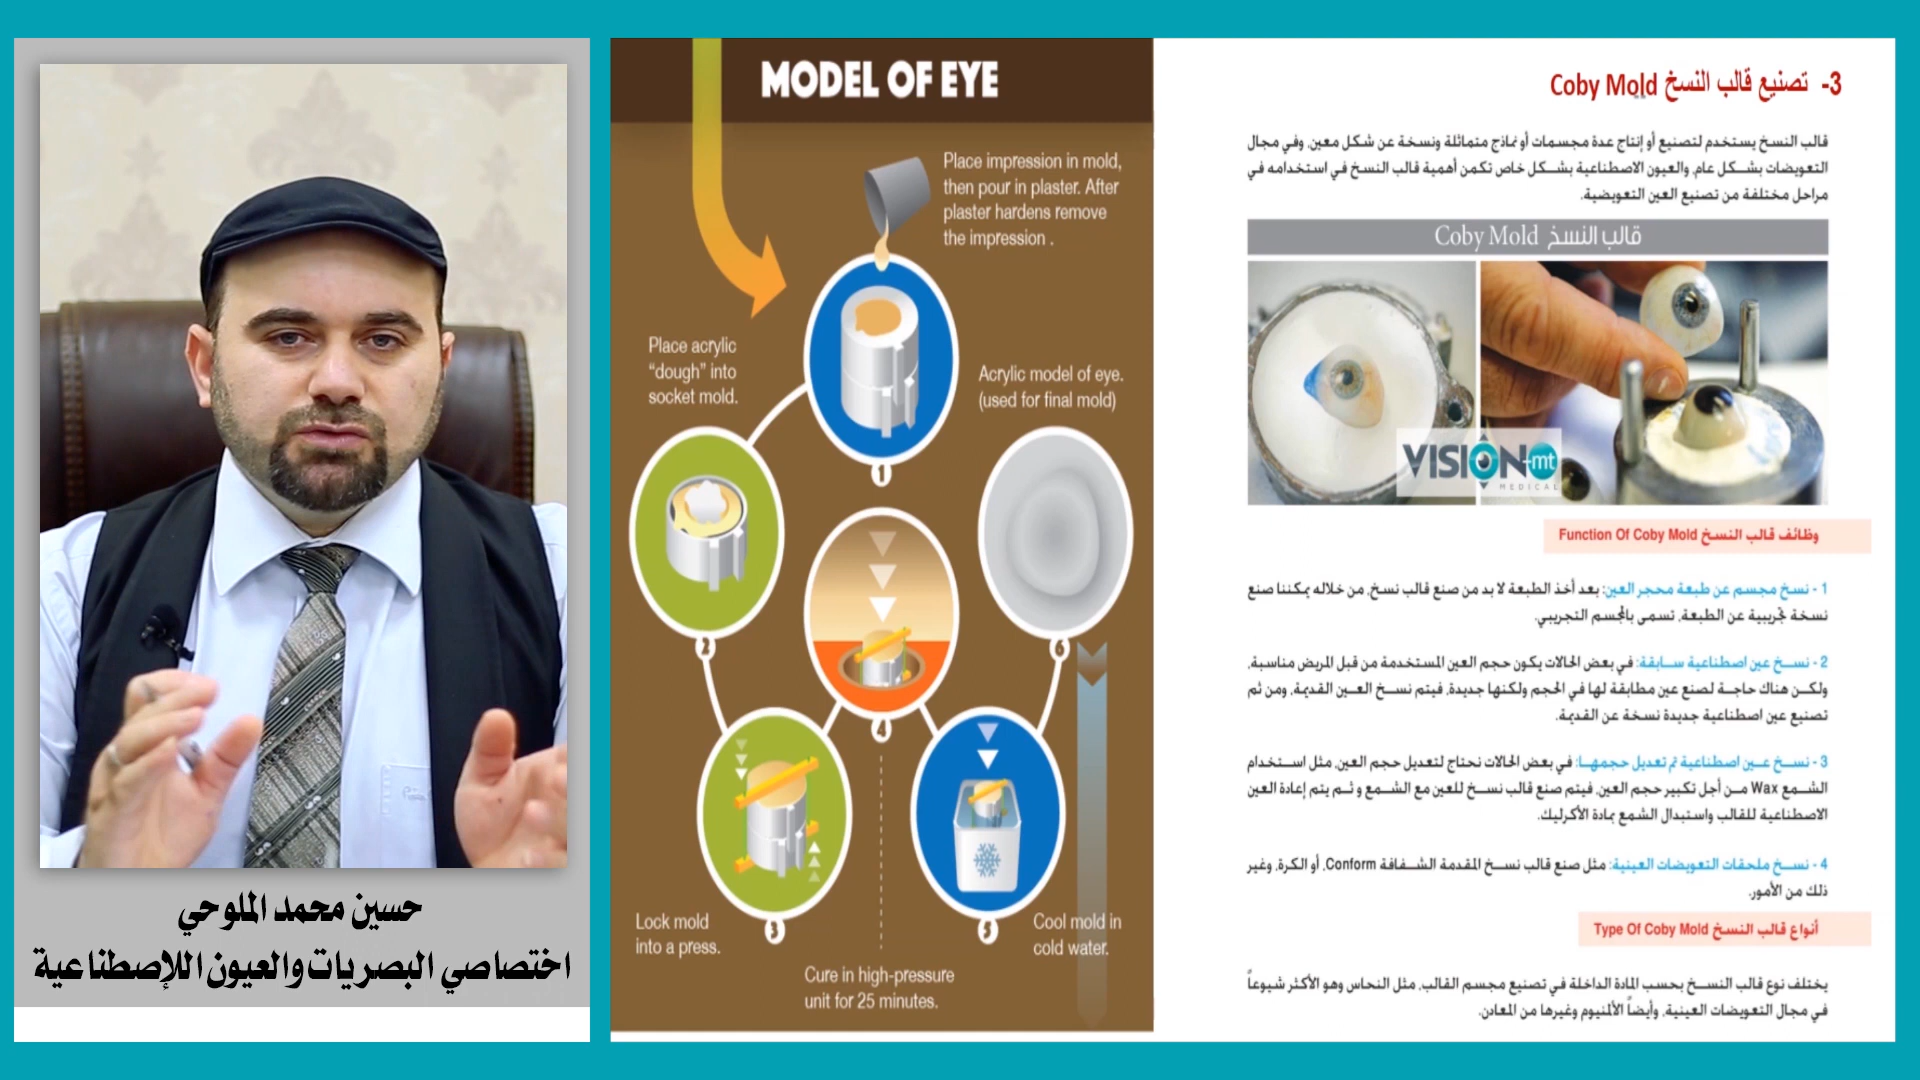 حسين محمد الملوحي
اختصاصي البصريات والعيون اللإصطناعية
MODEL OF EYE
Place impression in mold,
then pour in plaster. After
plaster hardens remove
the impression .
1
Place acrylic
“dough” into
socket mold.
2
Lock mold
into a press.
3
Cure in high-pressure
unit for 25 minutes.
4
Cool mold in
cold water.
5
Acrylic model of eye.
(used for final mold)
6
3- تصنيع قالب النسخ Coby Mold
قالب النسخ يستخدم لتصنيع أو إنتاج عدة مجسمات أو نماذج متماثلة ونسخة عن شكل معين، وفي مجال
التعويضات بشكل عام، والعيون الاصطناعية بشكل خاص تكمن أهمية قالب النسخ في استخدامه في
مراحل مختلفة من تصنيع العين التعويضية.
قالب النسخ Coby Mold
VISION-mt
MEDICAL
وظائف قالب النسخ Function Of Coby Mold
1 - نسخ مجسم عن طبعة محجر العين: بعد أخذ الطبعة لا بد من صنع قالب نسخ، من خلاله يمكننا صنع
نسخة تجريبية عن الطبعة، تسمى بالمجسم التجريبي.
2 - نسخ عين اصطناعية سابقة: في بعض الحالات يكون حجم العين المستخدمة من قبل المريض مناسبة،
ولكن هناك حاجة لصنع عين مطابقة لها في الحجم ولكنها جديدة، فيتم نسخ العين القديمة، ومن ثم
تصنيع عين اصطناعية جديدة نسخة عن القديمة.
3 - نسخ عين اصطناعية تم تعديل حجمها: في بعض الحالات نحتاج لتعديل حجم العين، مثل استخدام
الشمع Wax من أجل تكبير حجم العين، فيتم صنع قالب نسخ للعين مع الشمع و ثم يتم إعادة العين
الاصطناعية للقالب واستبدال الشمع بمادة الأكرليك.
4 - نسخ ملحقات التعويضات العينية: مثل صنع قالب نسخ المقدمة الشفافة Conform، أو الكرة، وغير
ذلك من الأمور.
أنواع قالب النسخ Type Of Coby Mold
يختلف نوع قالب النسخ بحسب المادة الداخلة في تصنيع مجسم القالب، مثل النحاس وهو الأكثر شيوعاً
في مجال التعويضات العينية، وأيضاً الألمنيوم وغيرها من المعادن.